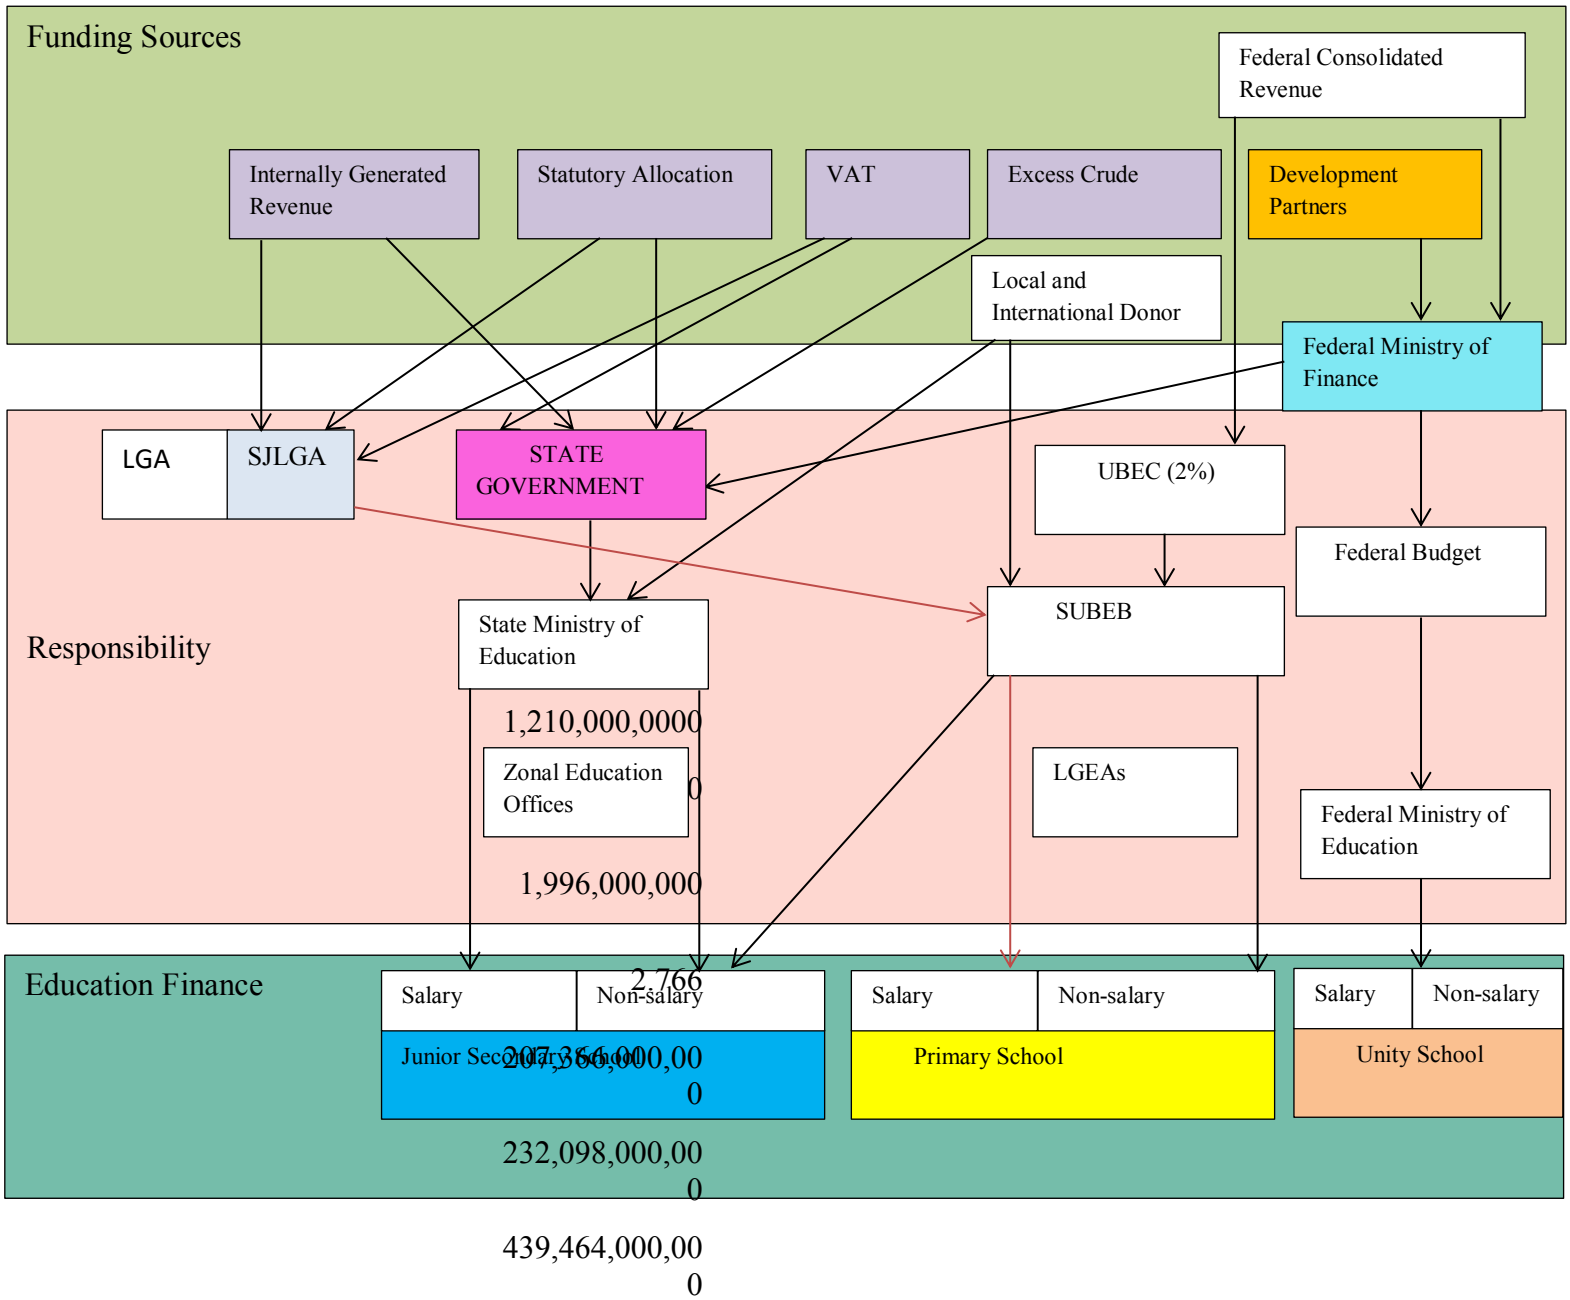 Funding Sources
Federal Consolidated
Revenue
Internally Generated
Revenue
Statutory Allocation
VAT
Excess Crude
Development
Partners
Local and
International Donor
Federal Ministry of
Finance
LGA
SJLGA
STATE
GOVERNMENT
UBEC (2%)
Federal Budget
Responsibility
State Ministry of
Education
SUBEB
1,210,000,0000
Zonal Education
Offices
0
LGEAs
Federal Ministry of
Education
1,996,000,000
Education Finance
2.766
Salary
Non-salary
Salary
Non-salary
Salary
Non-salary
Junior Secondary School
207,366,000,00
0
Primary School
Unity School
232,098,000,00
0
439,464,000,00
0